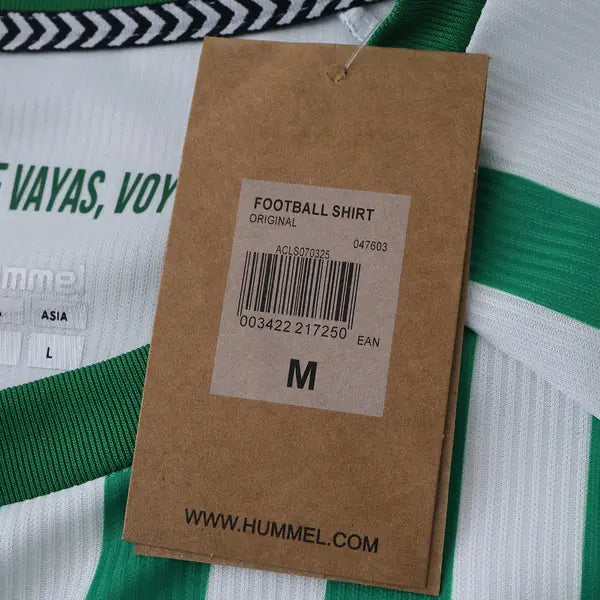 VAYAS, VOY
FOOTBALL SHIRT
ORIGINAL
047603
ACLS070325
003422 217250
EAN
M
ASIA
L
WWW.HUMMEL.COM